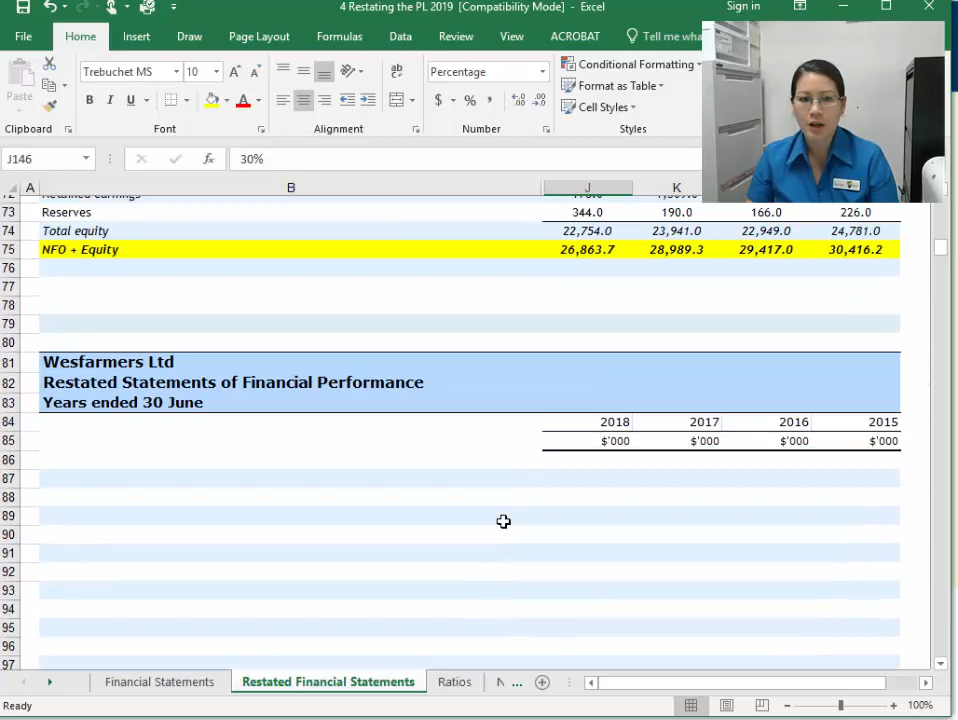 4 Restating the PL 2019 [Compatibility Mode] - Excel
Sign in
File Home Insert Draw Page Layout Formulas Data Review View ACROBAT Tell me wha
Paste
Trebuchet MS 10 A A
B I U A
ab
Percentage
$ % ,
Conditional Formatting
Format as Table
Cell Styles
Clipboard Font Alignment Number Styles
J146 fx 30%
A B J K
73 Reserves 344.0 190.0 166.0 226.0
74 Total equity 22,754.0 23,941.0 22,949.0 24,781.0
75 NFO + Equity 26,863.7 28,989.3 29,417.0 30,416.2
76
77
78
79
80
81 Wesfarmers Ltd
82 Restated Statements of Financial Performance
83 Years ended 30 June
84 2018 2017 2016 2015
85 $'000 $'000 $'000 $'000
86
87
88
89
90
91
92
93
94
95
96
97
Financial Statements Restated Financial Statements Ratios ...
Ready
100%